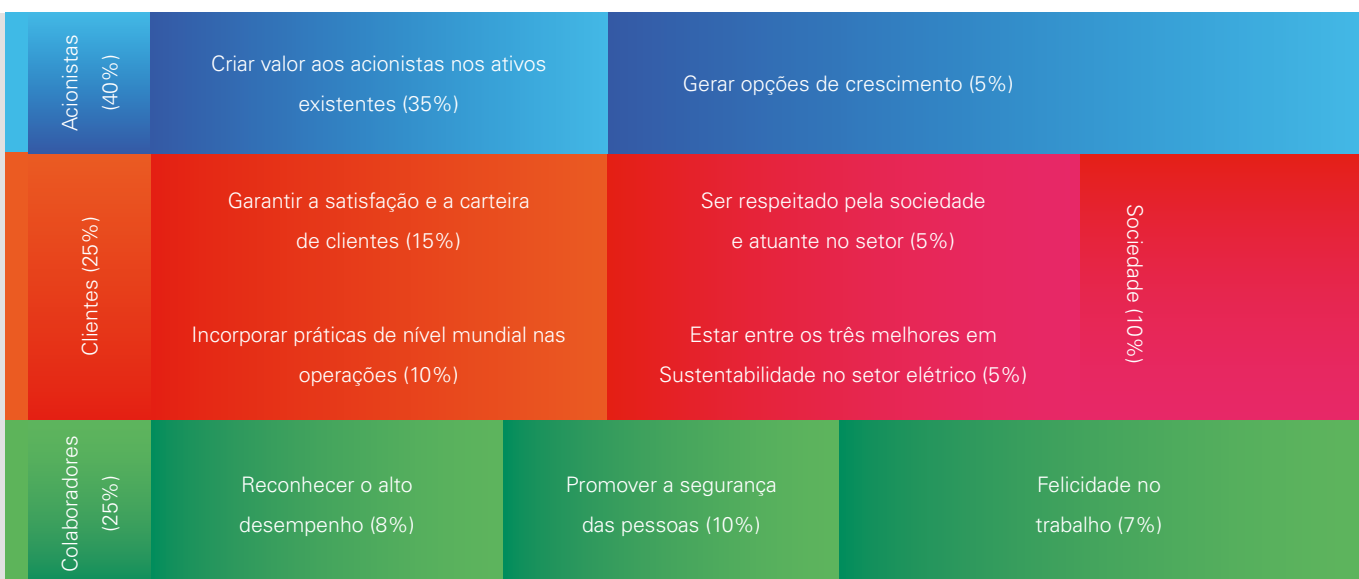 Acionistas
(40%)
Criar valor aos acionistas nos ativos
existentes (35%)
Gerar opções de crescimento (5%)
Clientes (25%)
Garantir a satisfação e a carteira
de clientes (15%)
Incorporar práticas de nível mundial nas
operações (10%)
Ser respeitado pela sociedade
e atuante no setor (5%)
Estar entre os três melhores em
Sustentabilidade no setor elétrico (5%)
Sociedade (10%)
Colaboradores
(25%)
Reconhecer o alto
desempenho (8%)
Promover a segurança
das pessoas (10%)
Felicidade no
trabalho (7%)